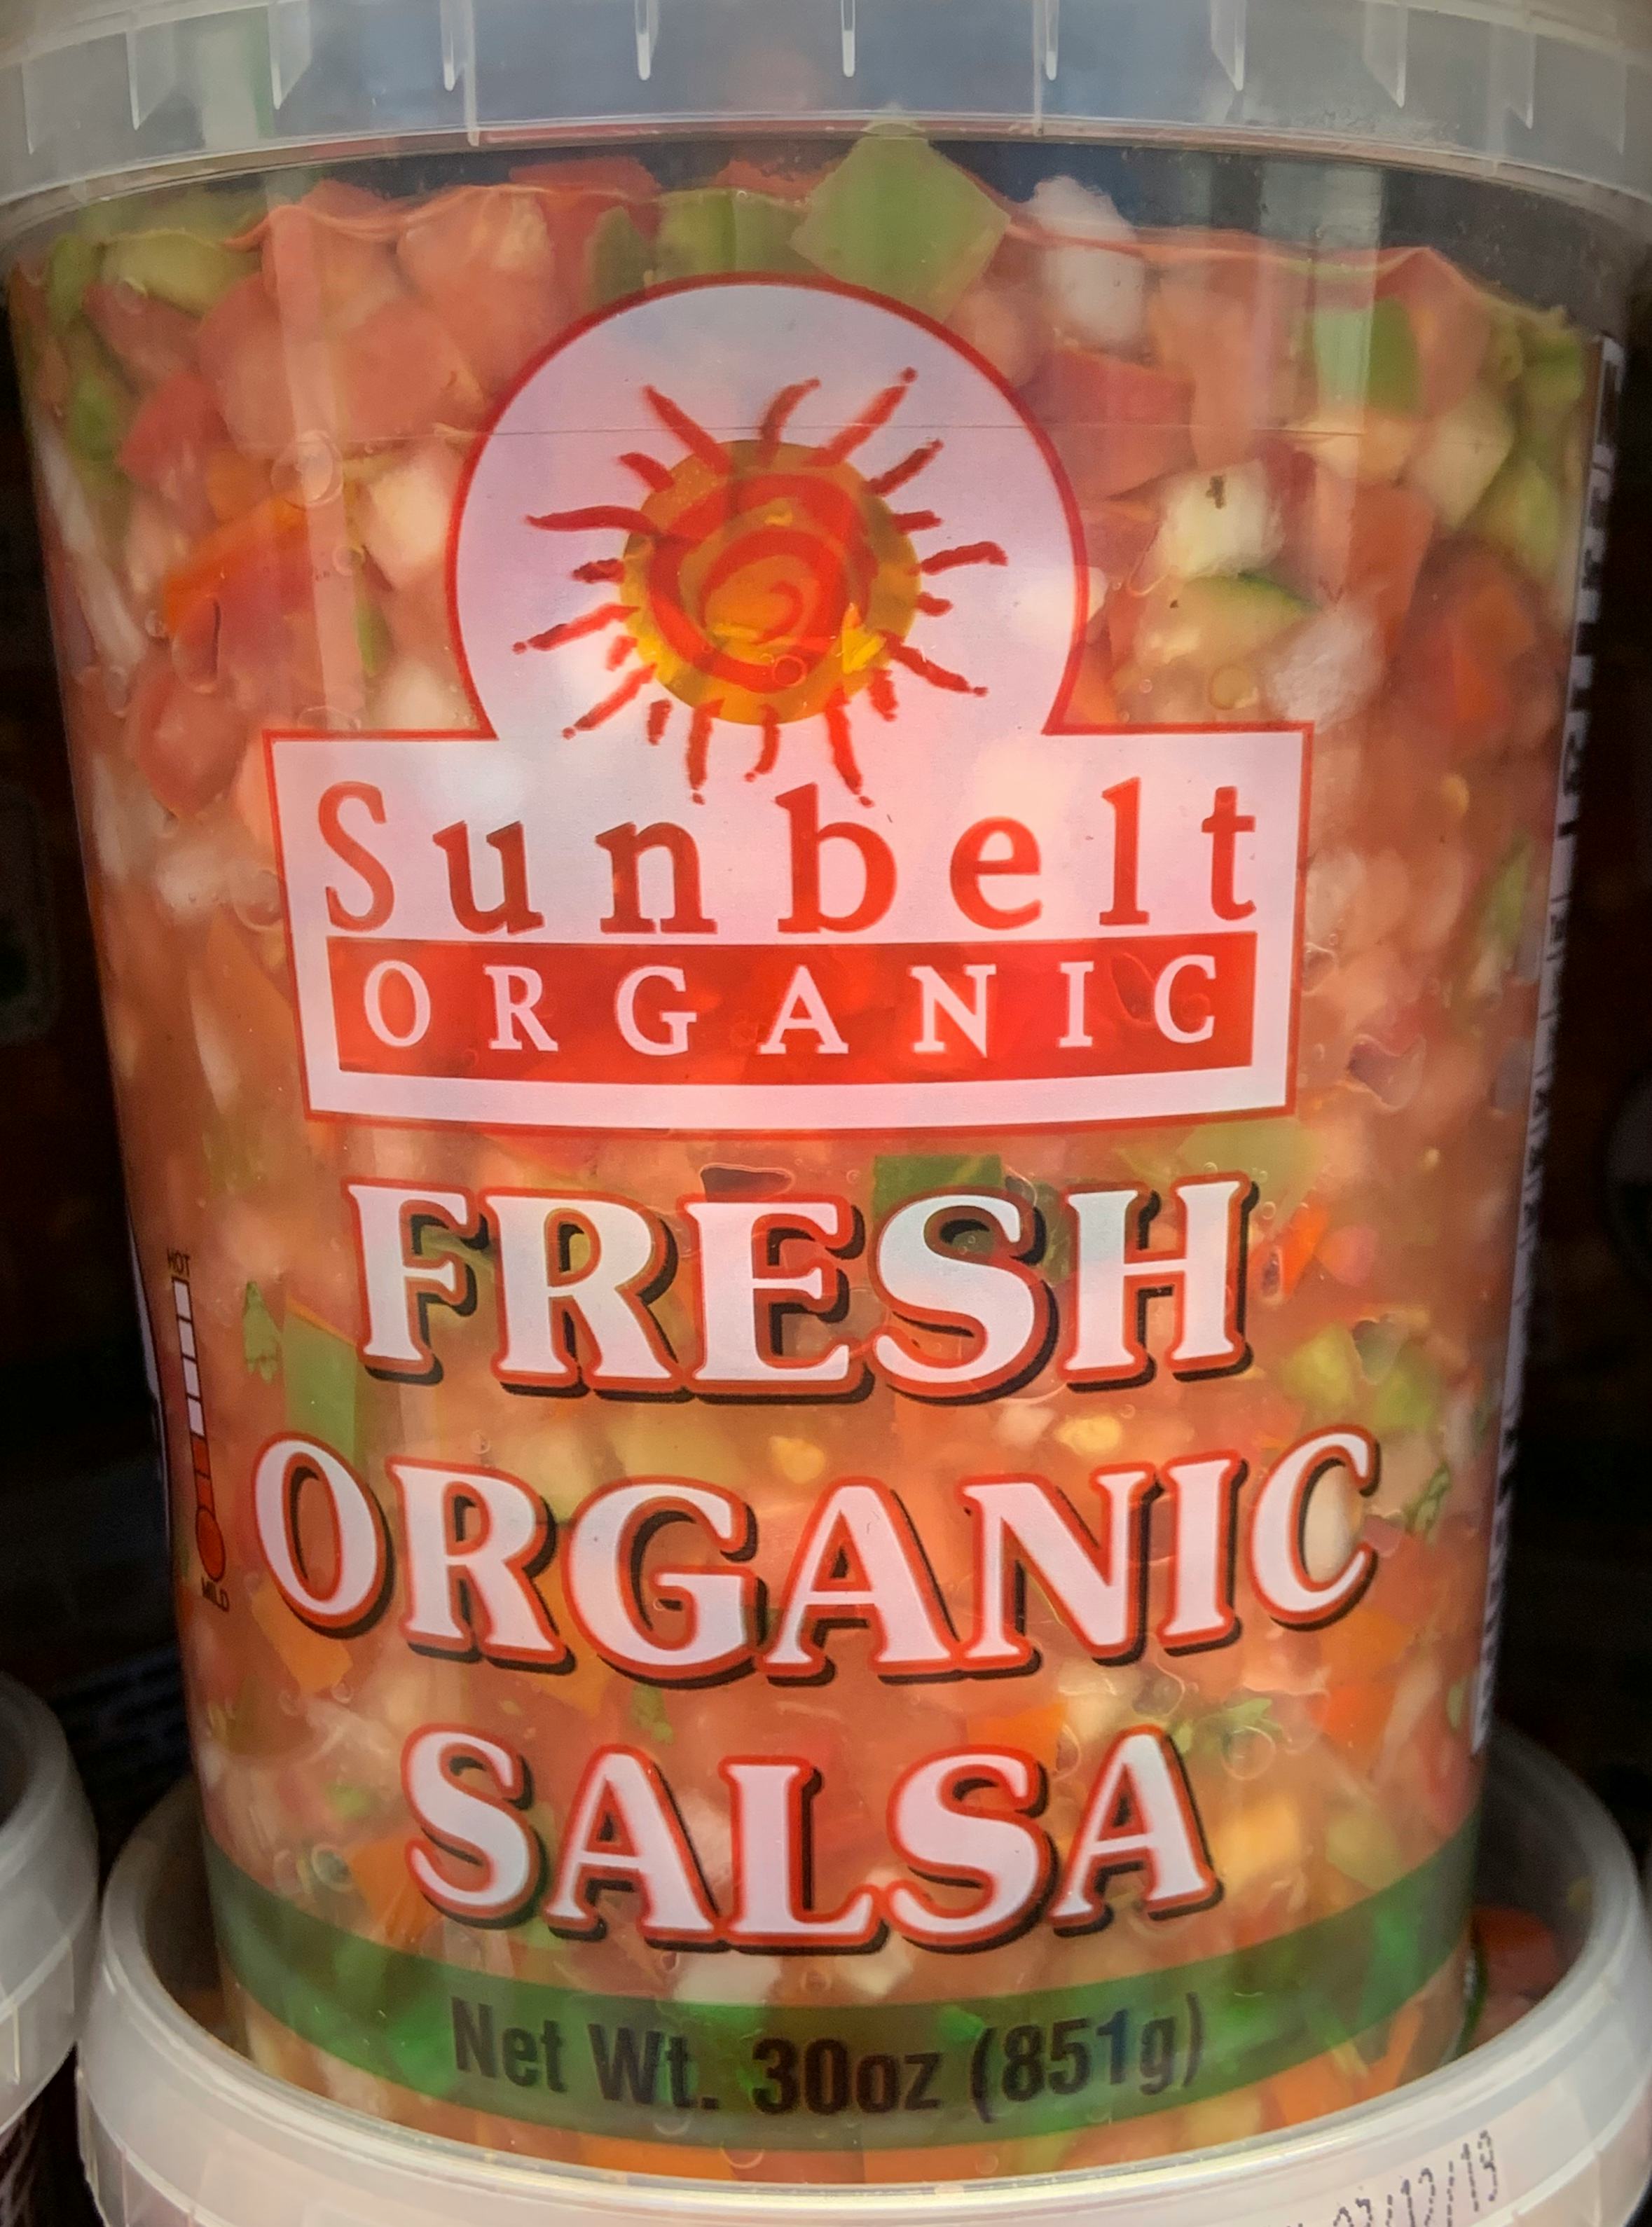 Sunbelt
ORGANIC
FRESH
ORGANIC
SALSA
HOT
MILD
Net Wt. 30oz (851g)